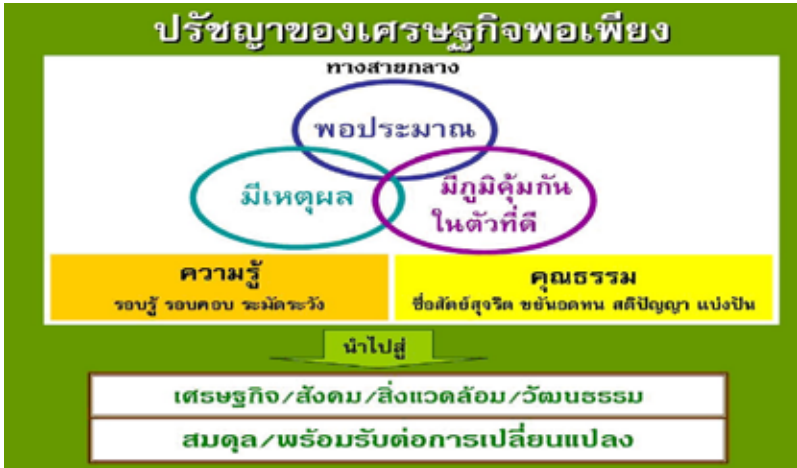 ปรัชญาของเศรษฐกิจพอเพียง
ทางสายกลาง
พอประมาณ
มีเหตุผล
มีภูมิคุ้มกัน
ในตัวที่ดี
ความรู้
รอบรู้ รอบคอบ ระมัดระวัง
คุณธรรม
ซื่อสัตย์สุจริต ขยันอดทน สติปัญญา แบ่งปัน
นำไปสู่
เศรษฐกิจ/สังคม/สิ่งแวดล้อม/วัฒนธรรม
สมดุล/พร้อมรับต่อการเปลี่ยนแปลง